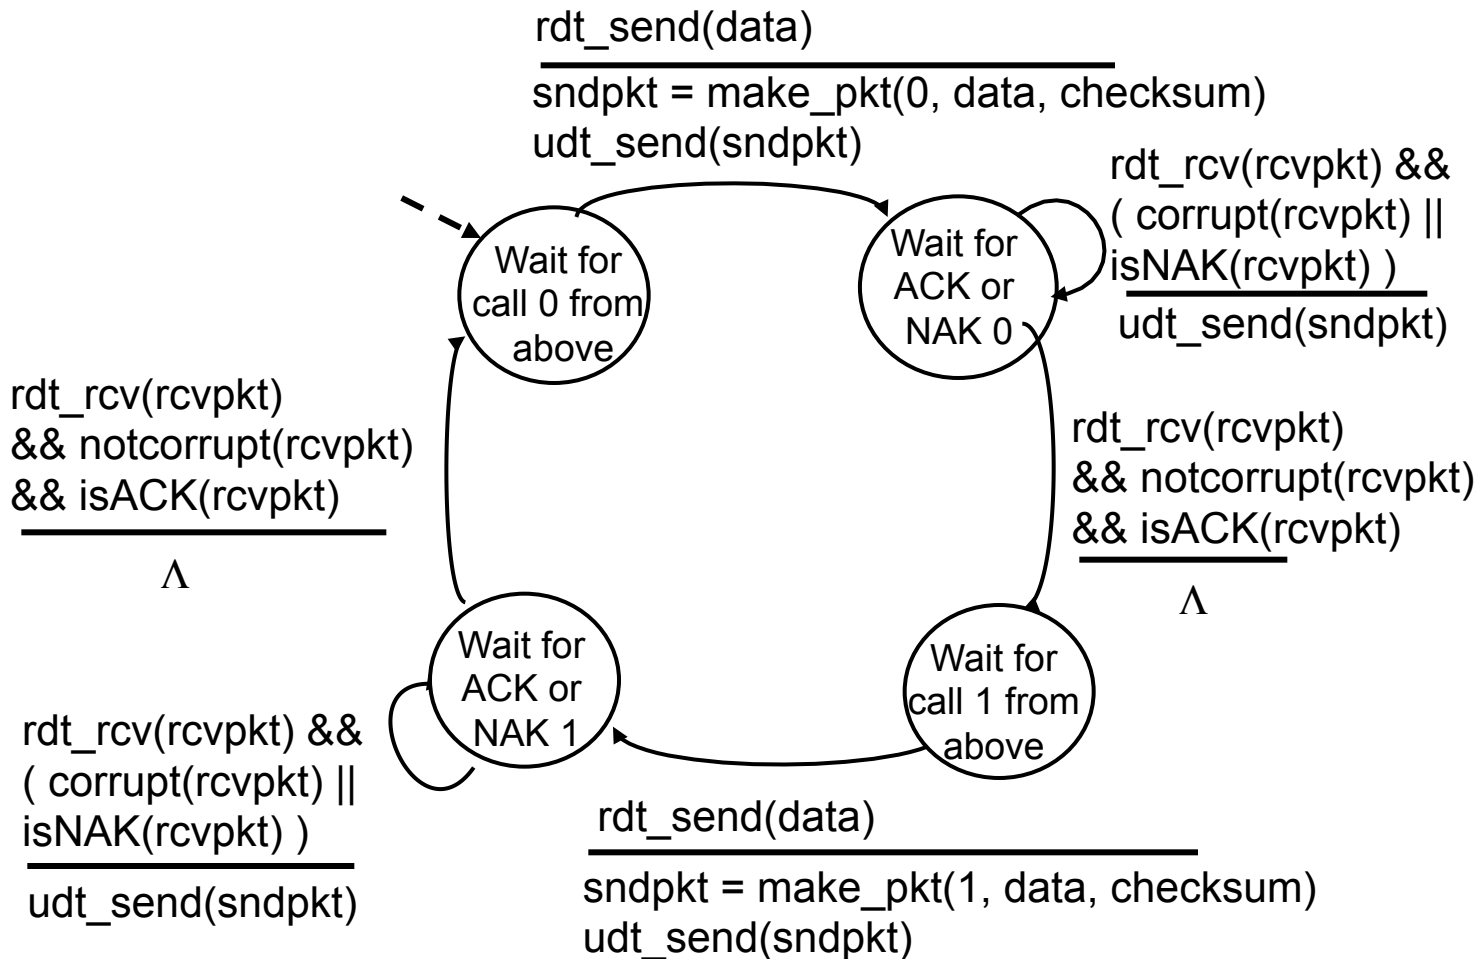 rdt_send(data)
sndpkt = make_pkt(0, data, checksum)
udt_send(sndpkt)
rdt_rcv(rcvpkt) &&
( corrupt(rcvpkt) ||
isNAK(rcvpkt) )
udt_send(sndpkt)
Wait for
call 0 from
above
Wait for
ACK or
NAK 0
rdt_rcv(rcvpkt)
&& notcorrupt(rcvpkt)
&& isACK(rcvpkt)
Λ
rdt_rcv(rcvpkt)
&& notcorrupt(rcvpkt)
&& isACK(rcvpkt)
Λ
Wait for
ACK or
NAK 1
Wait for
call 1 from
above
rdt_rcv(rcvpkt) &&
( corrupt(rcvpkt) ||
isNAK(rcvpkt) )
udt_send(sndpkt)
rdt_send(data)
sndpkt = make_pkt(1, data, checksum)
udt_send(sndpkt)